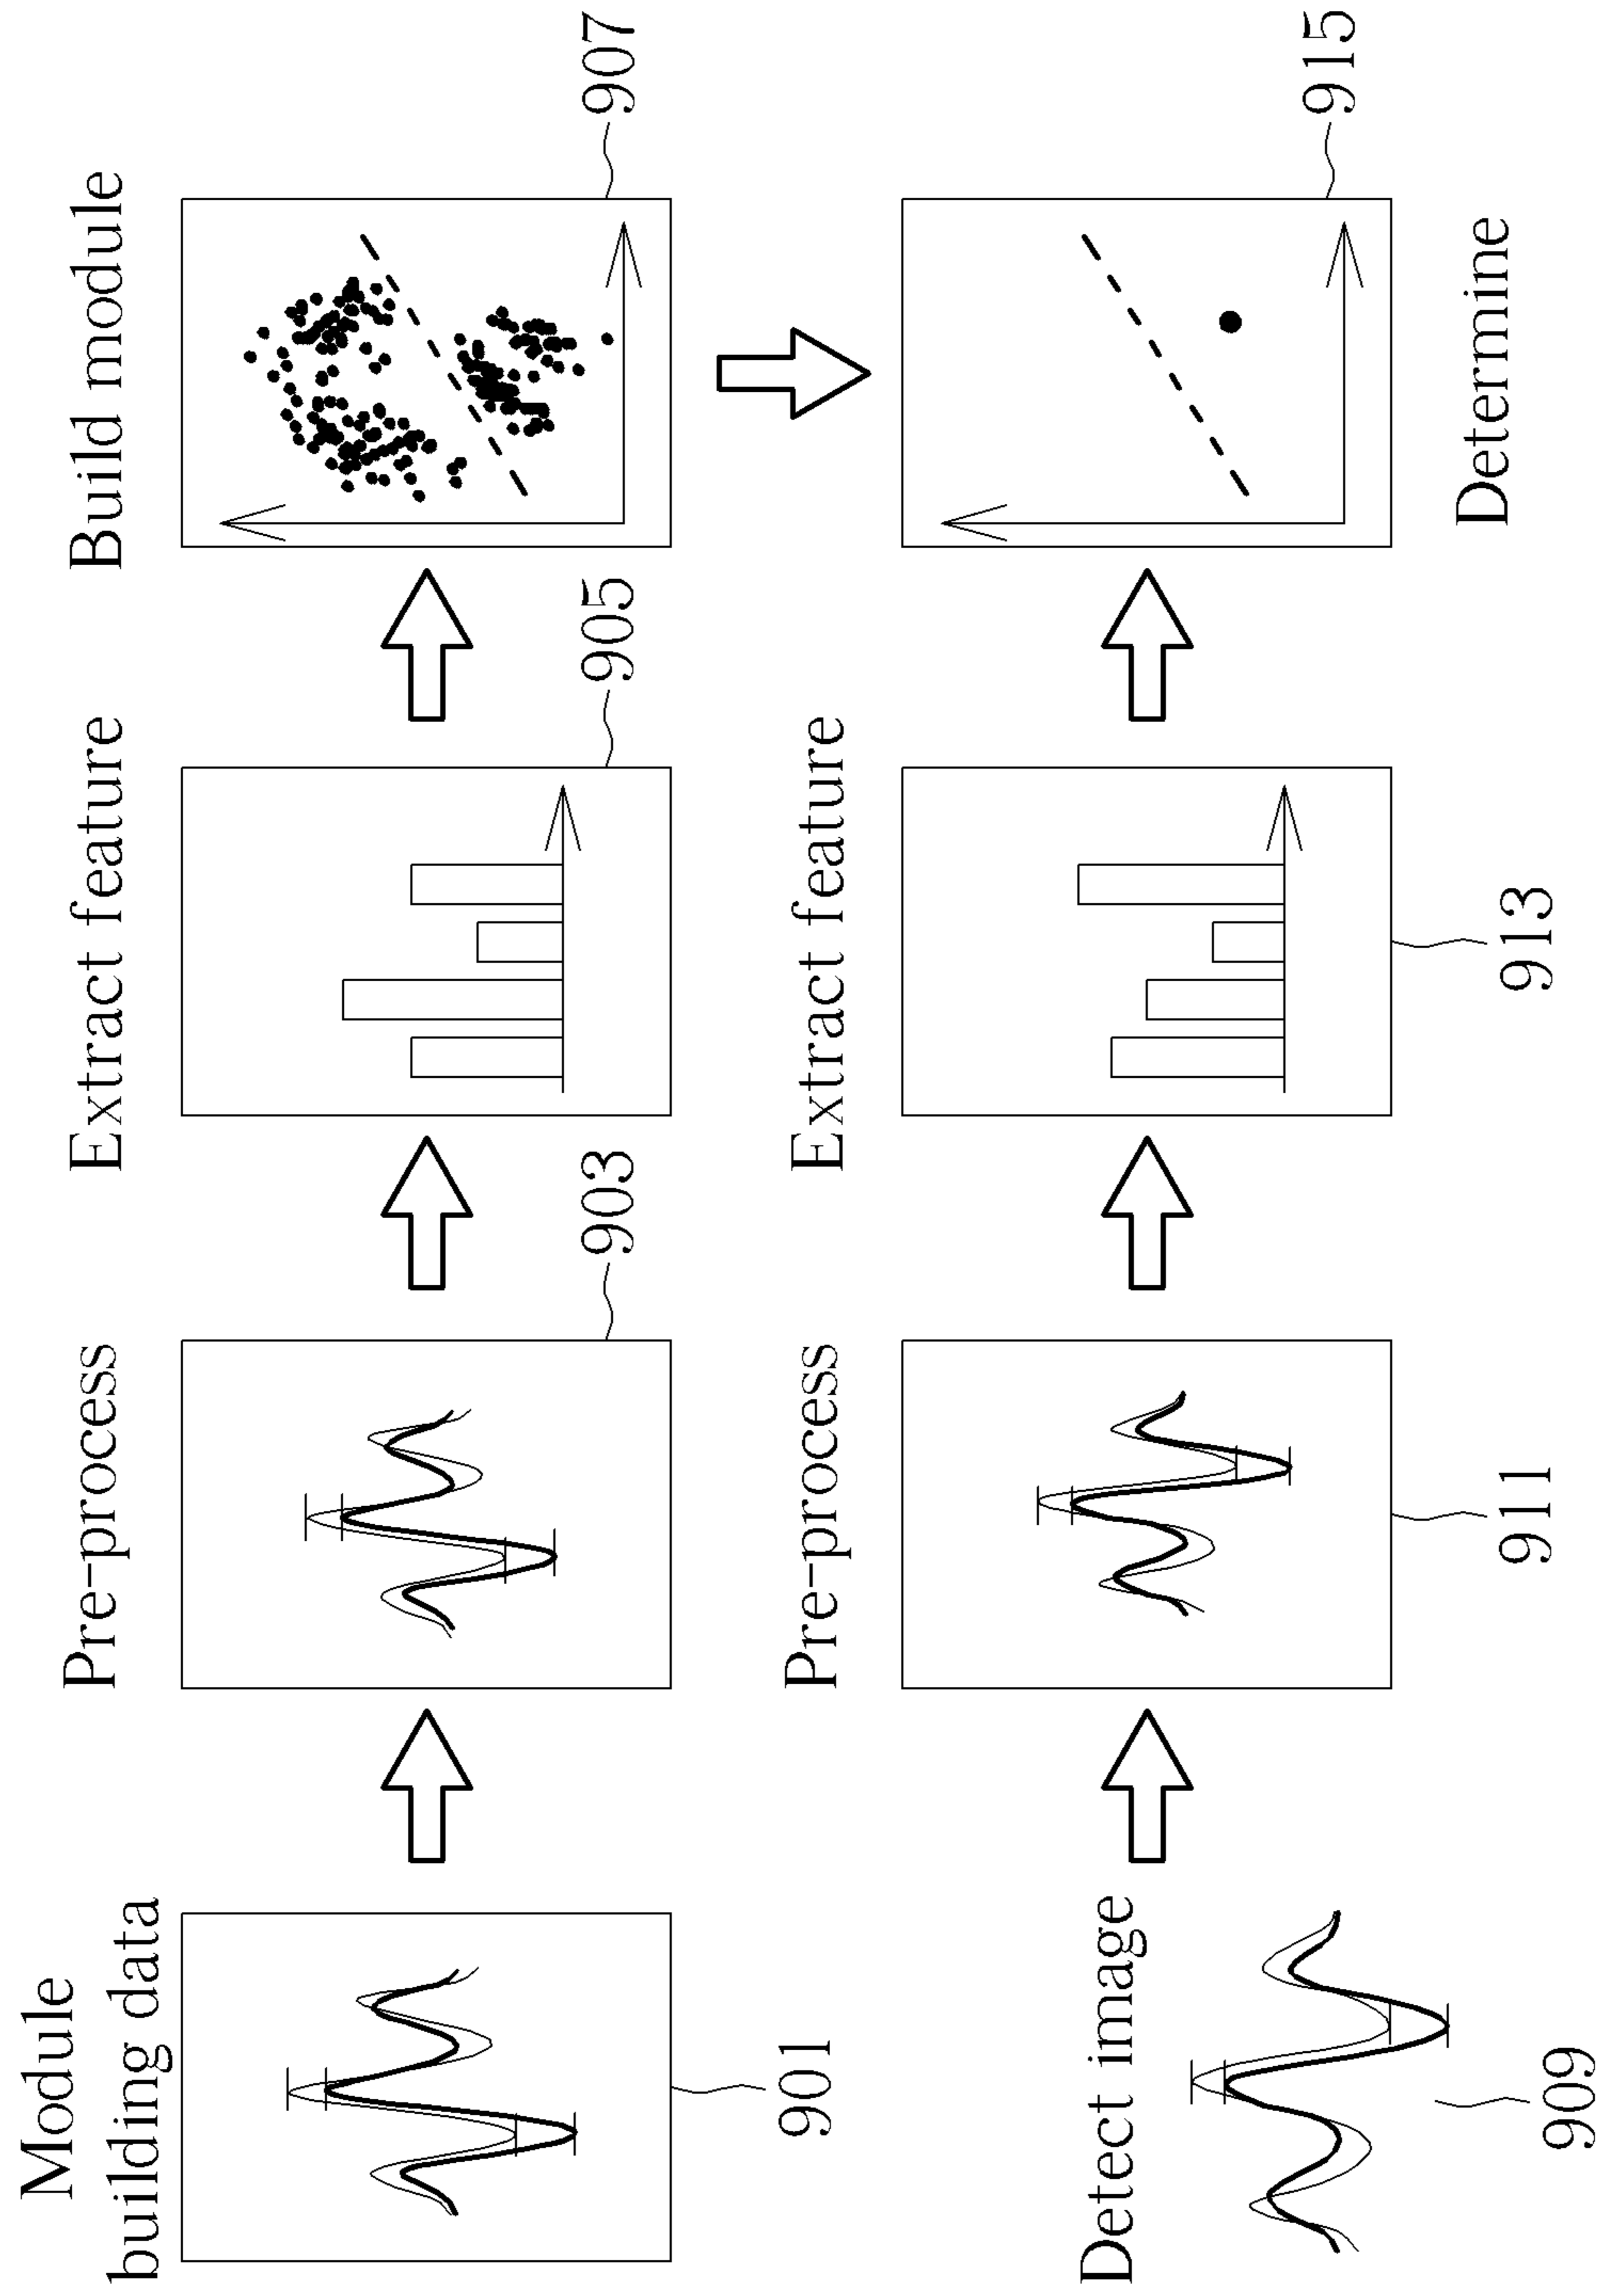 Module
building data
901
Pre-process
903
Extract feature
905
Build module
907
Detect image
909
Pre-process
911
Extract feature
913
Determine
915